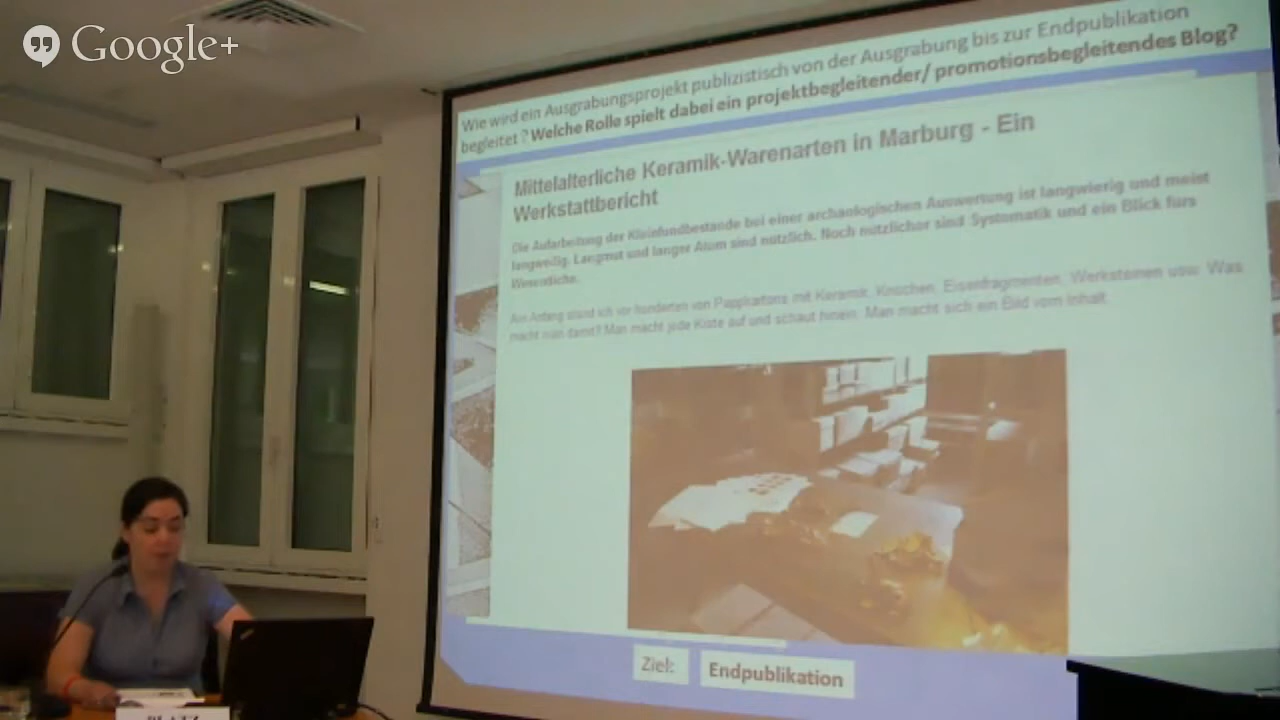 Google+
Wie wird ein Ausgrabungsprojekt publizistisch von der Ausgrabung bis zur Endpublikation
begleitet ? Welche Rolle spielt dabei ein projektbegleitender/ promotionsbegleitendes Blog?
Mittelalterliche Keramik-Warenarten in Marburg - Ein
Werkstattbericht
Die Aufarbeitung der Kleinfundbestände bei einer archäologischen Auswertung ist langwierig und meist
langweilig. Langmut und langer Atem sind nützlich. Noch nützlicher sind Systematik und ein Blick fürs
Wesentliche.
Am Anfang stand ich vor hunderten von Pappkartons mit Keramik, Knochen, Eisenfragmenten, Werksteinen usw. Was
macht man damit? Man macht jede Kiste auf und schaut hinein. Man macht sich ein Bild vom Inhalt.
Ziel:
Endpublikation